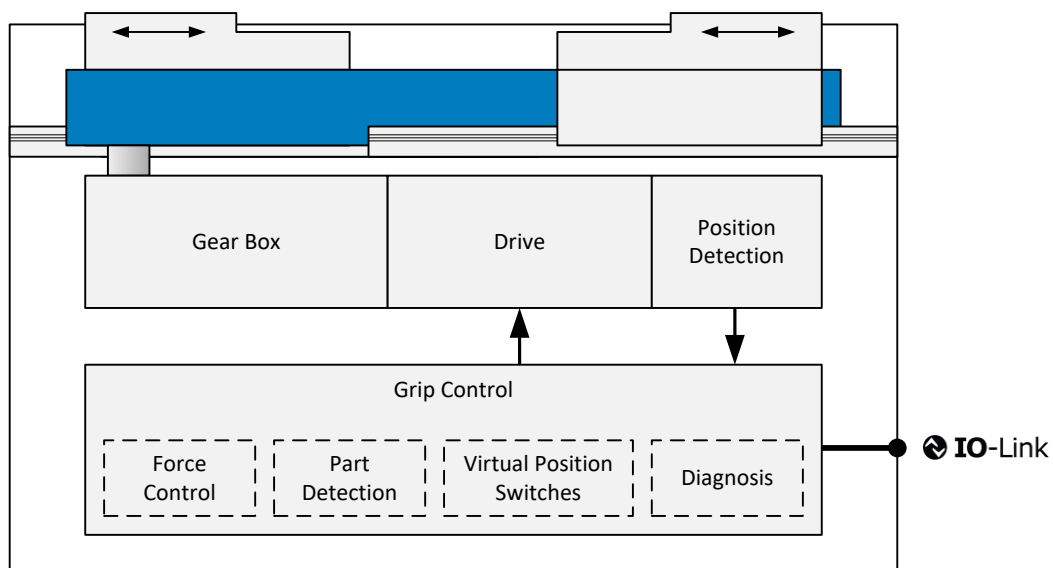 Gear Box
Drive
Position
Detection
Grip Control
Force
Control
Part
Detection
Virtual Position
Switches
Diagnosis
IO-Link